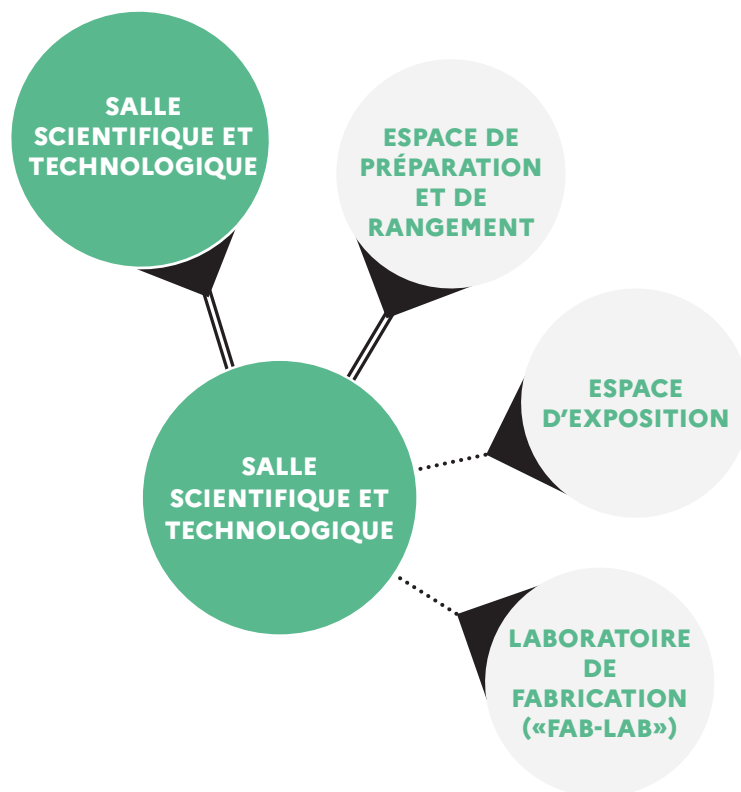 SALLE
SCIENTIFIQUE ET
TECHNOLOGIQUE
ESPACE DE
PRÉPARATION
ET DE
RANGEMENT
ESPACE
D'EXPOSITION
SALLE
SCIENTIFIQUE ET
TECHNOLOGIQUE
LABORATOIRE
DE
FABRICATION
(«FAB-LAB»)